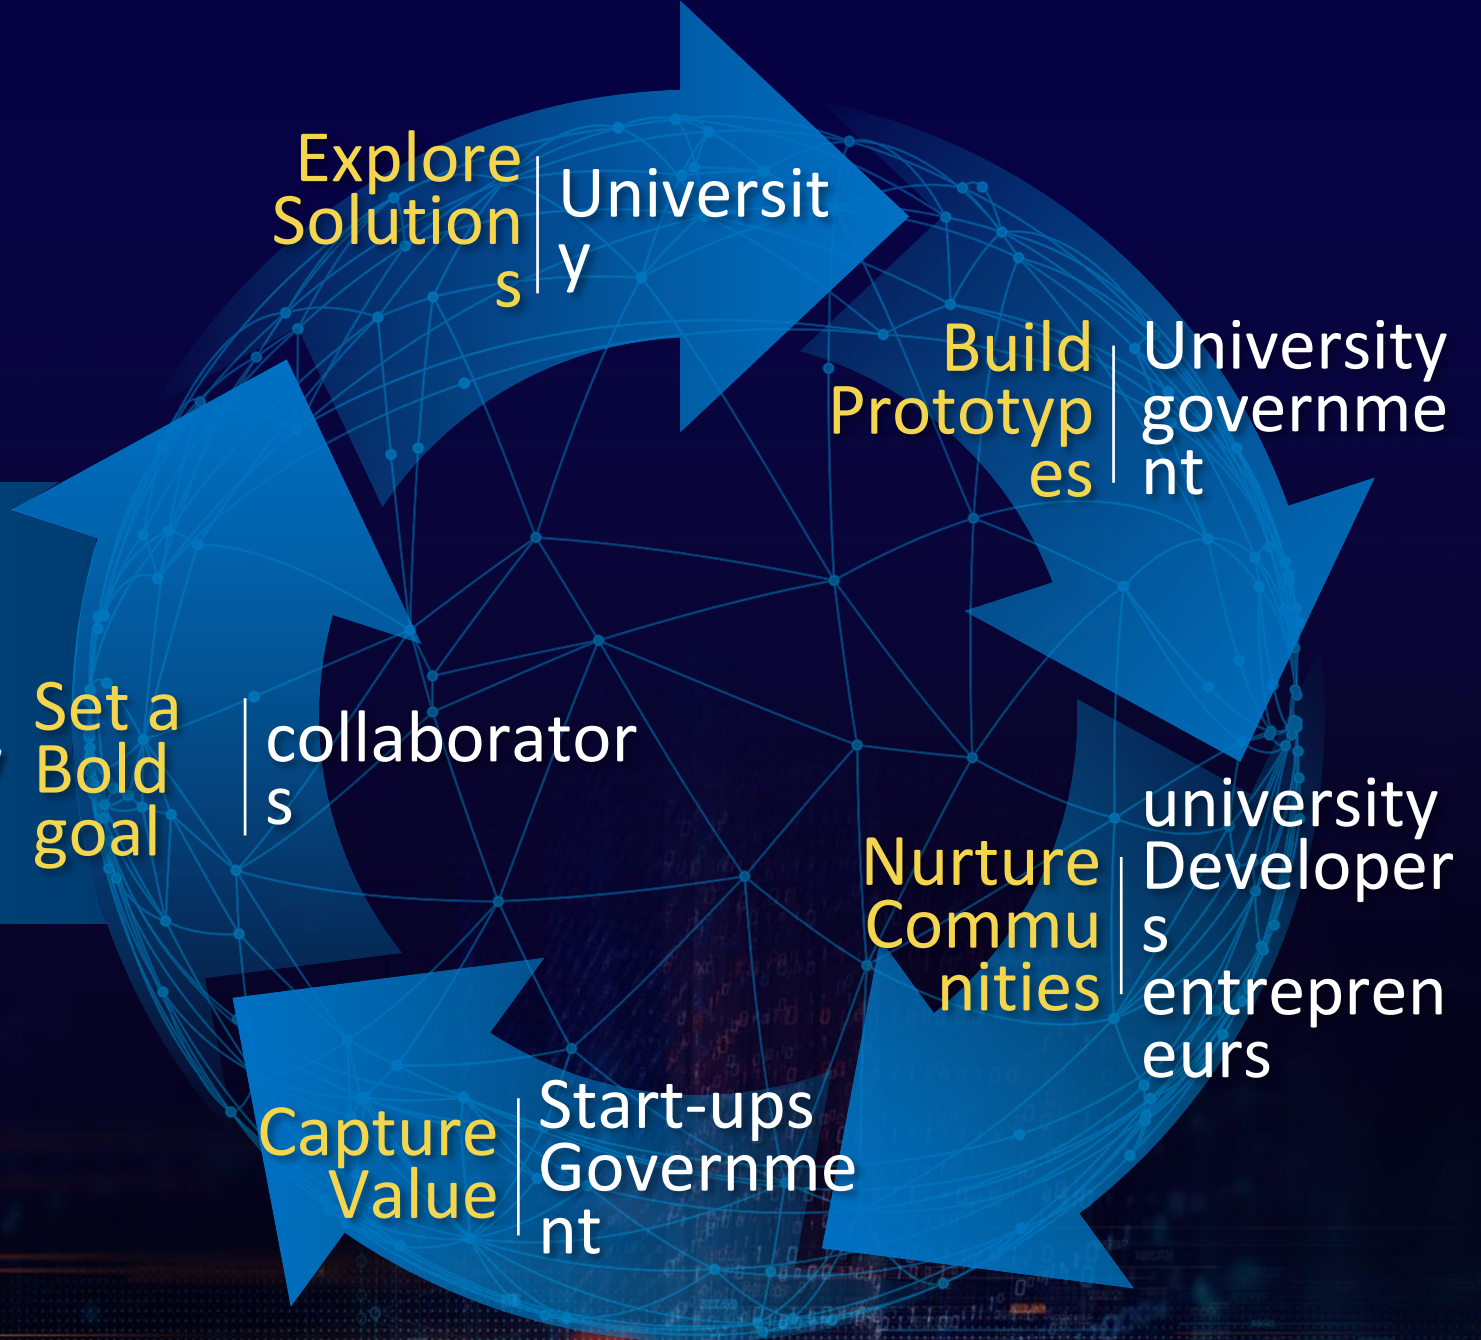 Explore
Solution
s
Universit
y
Build
Prototyp
es
University
governme
nt
Set a
Bold
goal
collaborator
s
Nurture
Commu
nities
university
Developer
s
entrepren
eurs
Capture
Value
Start-ups
Governme
nt